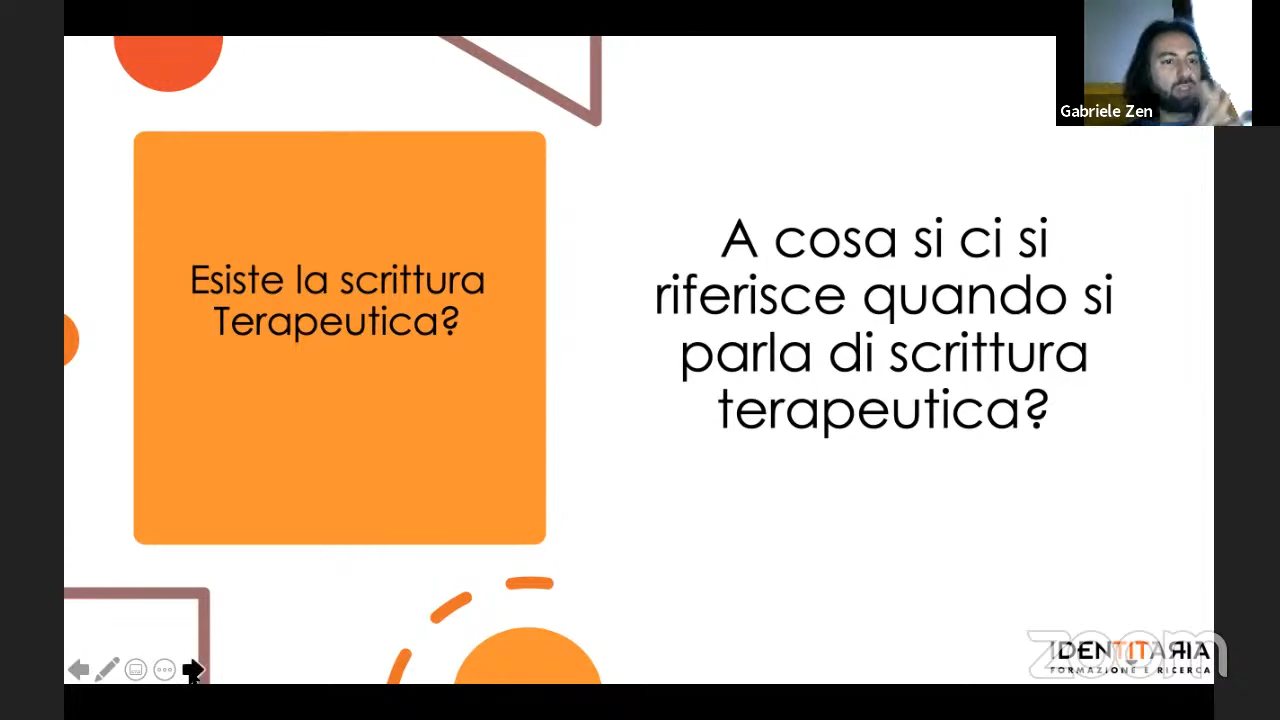 Gabriele Zen
Esiste la scrittura
Terapeutica?
A cosa si ci si
riferisce quando si
parla di scrittura
terapeutica?
zoom
IDENTITARIA
FORMAZIONE E RICERCA